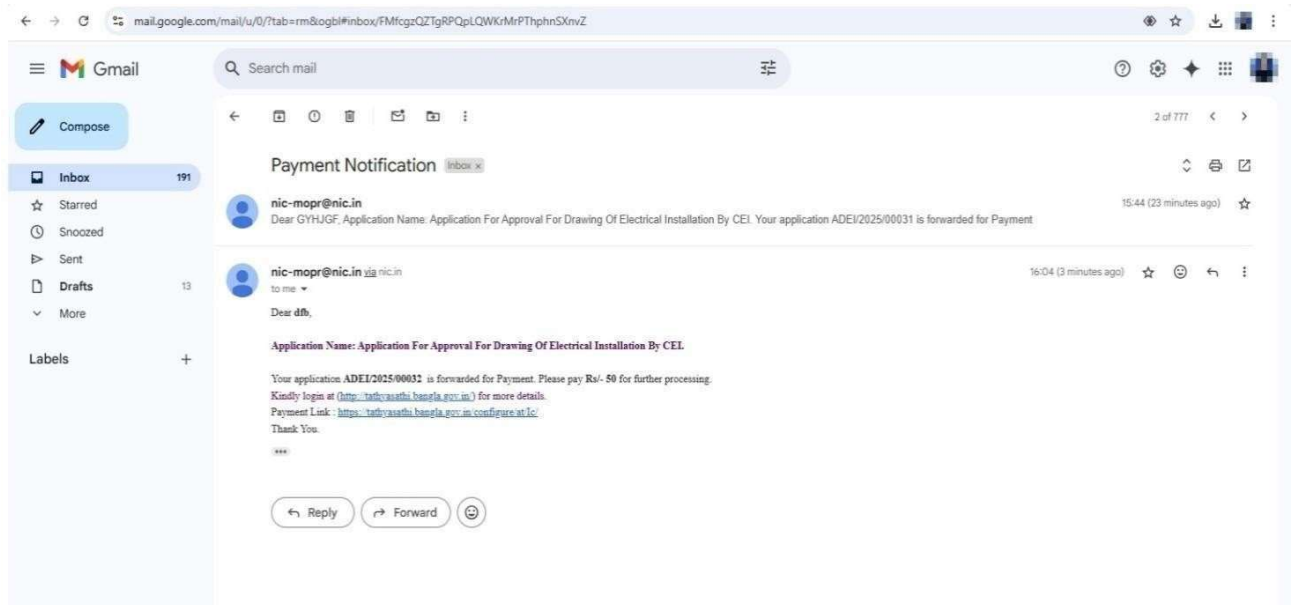 mail.google.com/mail/u/0/?tab=rm&ogbl#inbox/FMfcgzQZTgRPQpLQWKrMrPThphnSXnvZ
Gmail
Search mail
Compose
2 of 777
Inbox 191
Starred
Snoozed
Sent
Drafts 13
More
Labels
Payment Notification Inbox x
nic-mopr@nic.in 15:44 (23 minutes ago)
Dear GYHJGF, Application Name: Application For Approval For Drawing Of Electrical Installation By CEI. Your application ADEI/2025/00031 is forwarded for Payment
nic-mopr@nic.in via nic.in 16:04 (3 minutes ago)
to me
Dear dfb,
Application Name: Application For Approval For Drawing Of Electrical Installation By CEI.
Your application ADEI/2025/00032 is forwarded for Payment. Please pay Rs/- 50 for further processing.
Kindly login at (http://tathyasathi.bangla.gov.in/) for more details.
Payment Link : https://tathyasathi.bangla.gov.in/configure/at/1c/
Thank You.
Reply Forward